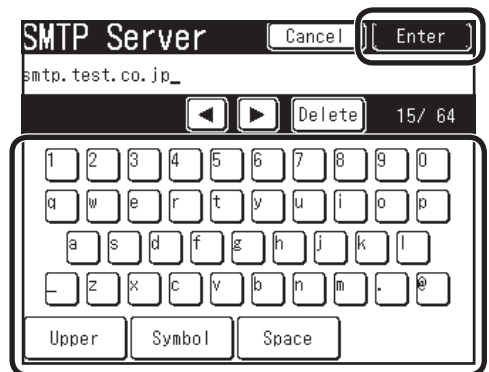 SMTP Server Cancel Enter
smtp.test.co.jp_
◀ ▶ Delete 15/ 64
1 2 3 4 5 6 7 8 9 0
q w e r t y u i o p
a s d f g h j k l
_ z x c v b n m . @
Upper Symbol Space